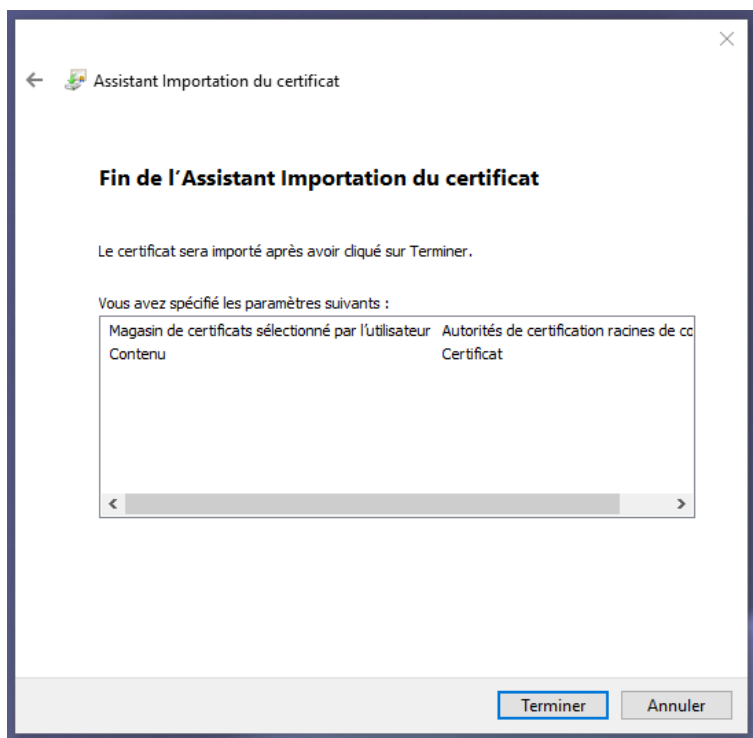 Assistant Importation du certificat
Fin de l'Assistant Importation du certificat
Le certificat sera importé après avoir cliqué sur Terminer.
Vous avez spécifié les paramètres suivants :
Magasin de certificats sélectionné par l'utilisateur Autorités de certification racines de co
Contenu Certificat
Terminer Annuler